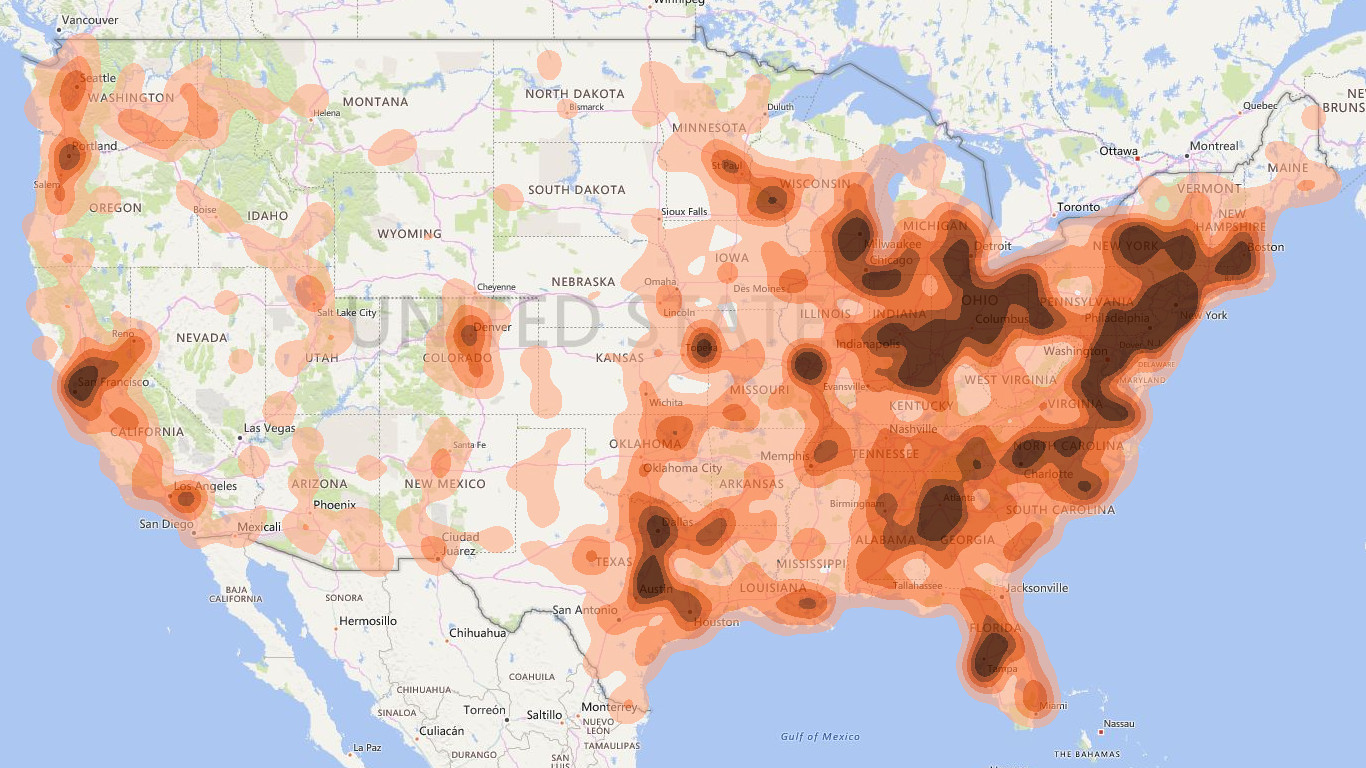 Winnipeg
Vancouver
Seattle
WASHINGTON
Helena
MONTANA
NORTH DAKOTA
Bismarck
Duluth
MINNESOTA
Quebec
NE
BRUNS
Ottawa
Montreal
MAINE
Portland
Salem
OREGON
Boise
IDAHO
St Paul
SOUTH DAKOTA
WISCONSIN
Sioux Falls
VERMONT
Toronto
NEW
HAMPSHIRE
WYOMING
MICHIGAN
Milwaukee
Detroit
NEW YORK
Boston
Chicago
IOWA
Cheyenne
NEBRASKA
Omaha
Des Moines
UNITED STATE
Lincoln
ILLINOIS
INDIANA
OHIO
Columbus
PENNSYLVANIA
Philadelphia
New York
Salt Lake City
Reno
NEVADA
UTAH
Denver
COLORADO
KANSAS
Topeka
Indianapolis
Washington
Dover
N.J.
DELAWARE
MARYLAND
San Francisco
MISSOURI
Evansville
WEST VIRGINIA
Wichita
KENTUCKY
VIRGINIA
CALIFORNIA
Las Vegas
Santa Fe
OKLAHOMA
Nashville
NORTH CAROLINA
Memphis
TENNESSEE
Oklahoma City
Charlotte
Los Angeles
ARIZONA
NEW MEXICO
ARKANSAS
Phoenix
Birmingham
Atlanta
SOUTH CAROLINA
San Diego
Mexicali
Dallas
Ciudad
Juárez
ALABAMA
GEORGIA
TEXAS
MISSISSIPPI
BAJA
CALIFORNIA
SONORA
Austin
LOUISIANA
Tallahassee
Jacksonville
San Antonio
Houston
Hermosillo
Chihuahua
FLORIDA
Tampa
COAHUILA
CHIHUAHUA
SINALOA
Torreón
Saltillo
Monterrey
NUEVO
LEÓN
Miami
Culiacán
Nassau
La Paz
DURANGO
TAMAULIPAS
SAN
LUIS
Gulf of Mexico
THE BAHAMAS